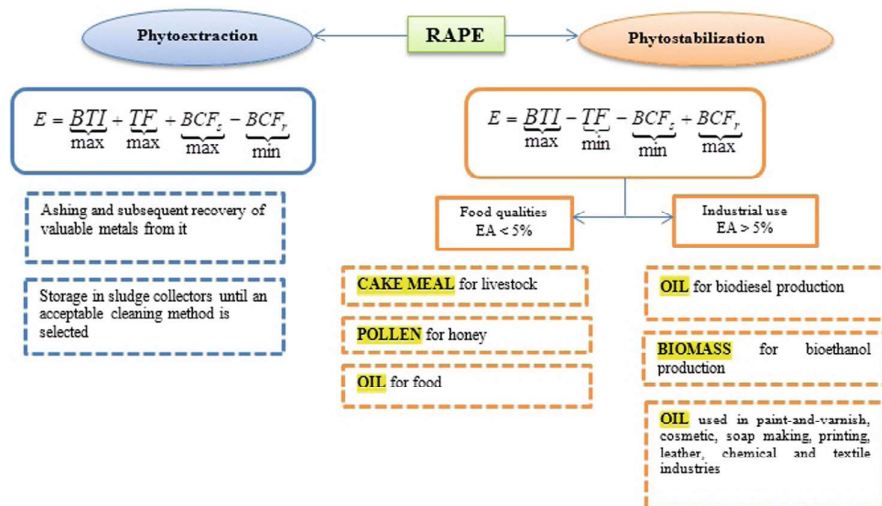 Phytoextraction
RAPE
Phytostabilization
E = BTI + TF + BCFs − BCFr
max max max min
E = BTI − TF − BCFs + BCFr
max min min max
Ashing and subsequent recovery of
valuable metals from it
Storage in sludge collectors until an
acceptable cleaning method is
selected
Food qualities
EA < 5%
Industrial use
EA > 5%
CAKE MEAL for livestock
POLLEN for honey
OIL for food
OIL for biodiesel production
BIOMASS for bioethanol
production
OIL used in paint-and-varnish,
cosmetic, soap making, printing,
leather, chemical and textile
industries